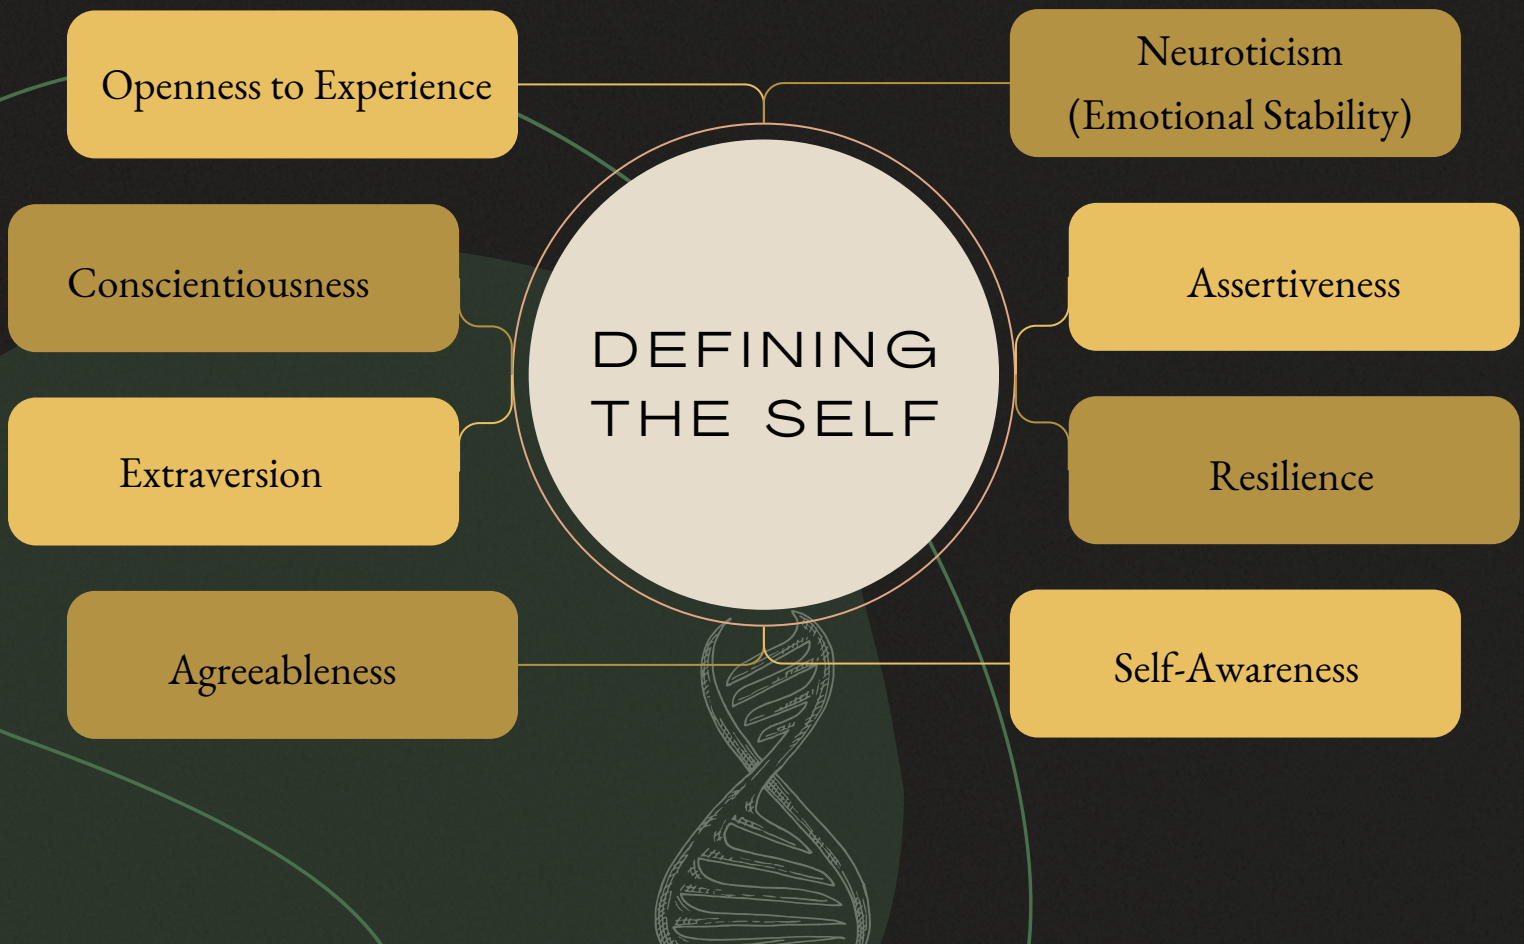 Openness to Experience
Neuroticism
(Emotional Stability)
Conscientiousness
Assertiveness
DEFINING
THE SELF
Extraversion
Resilience
Agreeableness
Self-Awareness